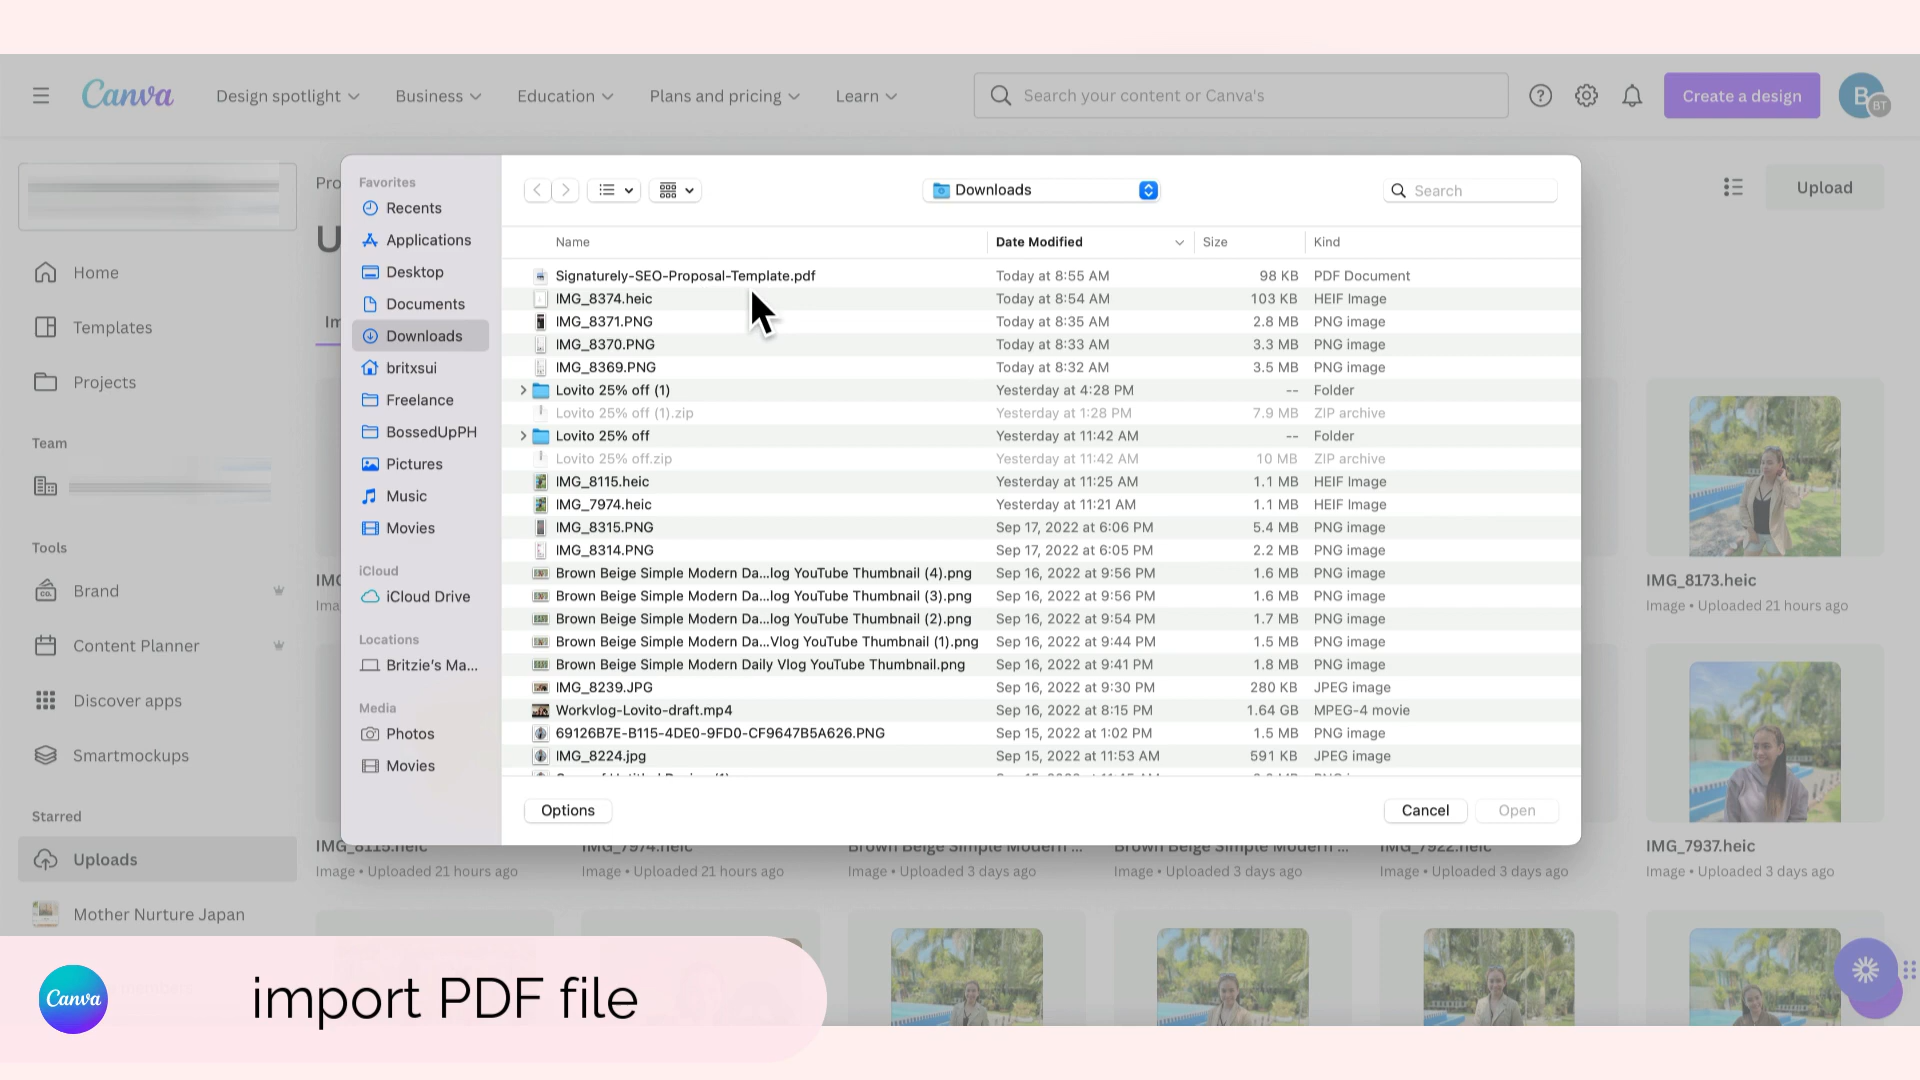 Canva
Design spotlight
Business
Education
Plans and pricing
Learn
Search your content or Canva's
Create a design
B
BT
Home
Templates
Projects
Team
Tools
Brand
Content Planner
Discover apps
Smartmockups
Starred
Uploads
Mother Nurture Japan
Pro
U
Im
Upload
Favorites
Recents
Applications
Desktop
Documents
Downloads
britxsui
Freelance
BossedUpPH
Pictures
Music
Movies
iCloud
iCloud Drive
Locations
Britzie's Ma...
Media
Photos
Movies
Downloads
Search
Name Date Modified Size Kind
Signaturely-SEO-Proposal-Template.pdf Today at 8:55 AM 98 KB PDF Document
IMG_8374.heic Today at 8:54 AM 103 KB HEIF Image
IMG_8371.PNG Today at 8:35 AM 2.8 MB PNG image
IMG_8370.PNG Today at 8:33 AM 3.3 MB PNG image
IMG_8369.PNG Today at 8:32 AM 3.5 MB PNG image
Lovito 25% off (1) Yesterday at 4:28 PM -- Folder
Lovito 25% off (1).zip Yesterday at 1:28 PM 7.9 MB ZIP archive
Lovito 25% off Yesterday at 11:42 AM -- Folder
Lovito 25% off.zip Yesterday at 11:42 AM 10 MB ZIP archive
IMG_8115.heic Yesterday at 11:25 AM 1.1 MB HEIF Image
IMG_7974.heic Yesterday at 11:21 AM 1.1 MB HEIF Image
IMG_8315.PNG Sep 17, 2022 at 6:06 PM 5.4 MB PNG image
IMG_8314.PNG Sep 17, 2022 at 6:05 PM 2.2 MB PNG image
Brown Beige Simple Modern Da...log YouTube Thumbnail (4).png Sep 16, 2022 at 9:56 PM 1.6 MB PNG image
Brown Beige Simple Modern Da...log YouTube Thumbnail (3).png Sep 16, 2022 at 9:56 PM 1.6 MB PNG image
Brown Beige Simple Modern Da...log YouTube Thumbnail (2).png Sep 16, 2022 at 9:54 PM 1.7 MB PNG image
Brown Beige Simple Modern Da...Vlog YouTube Thumbnail (1).png Sep 16, 2022 at 9:44 PM 1.5 MB PNG image
Brown Beige Simple Modern Daily Vlog YouTube Thumbnail.png Sep 16, 2022 at 9:41 PM 1.8 MB PNG image
IMG_8239.JPG Sep 16, 2022 at 9:30 PM 280 KB JPEG image
Workvlog-Lovito-draft.mp4 Sep 16, 2022 at 8:15 PM 1.64 GB MPEG-4 movie
69126B7E-B115-4DE0-9FD0-CF9647B5A626.PNG Sep 15, 2022 at 1:02 PM 1.5 MB PNG image
IMG_8224.jpg Sep 15, 2022 at 11:53 AM 591 KB JPEG image
Options
Cancel
Open
IMG
Ima
IMG_8173.heic
Image • Uploaded 21 hours ago
IMG_8115.heic
Image • Uploaded 21 hours ago
IMG_7974.heic
Image • Uploaded 21 hours ago
Brown Beige Simple Modern ...
Image • Uploaded 3 days ago
Brown Beige Simple Modern ...
Image • Uploaded 3 days ago
IMG_7922.heic
Image • Uploaded 3 days ago
IMG_7937.heic
Image • Uploaded 3 days ago
Canva
import PDF file